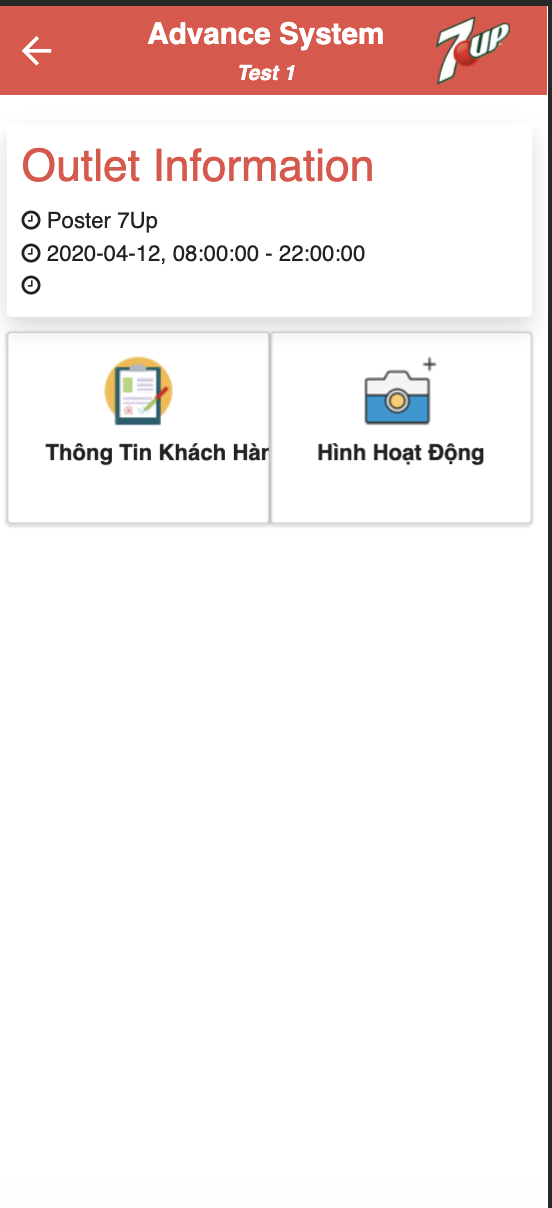 Advance System
Test 1
7UP
Outlet Information
Poster 7Up
2020-04-12, 08:00:00 - 22:00:00
Thông Tin Khách Hàn
Hình Hoạt Động